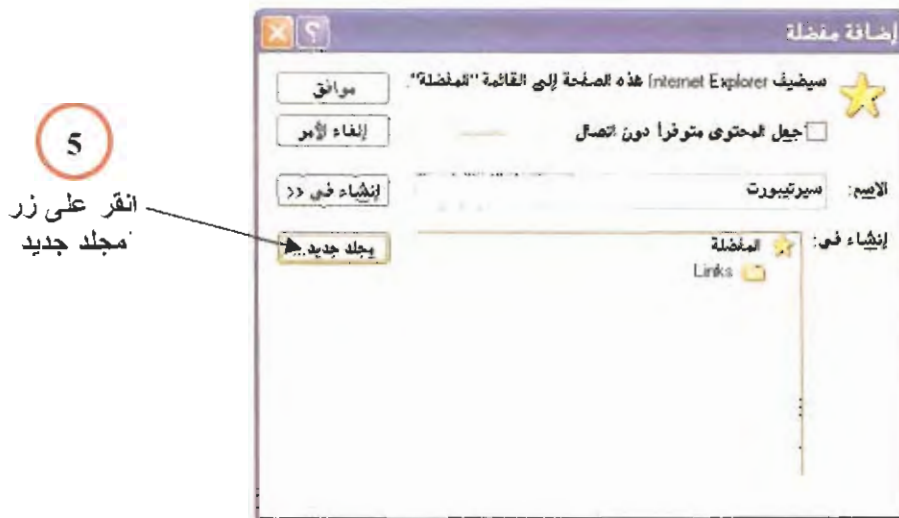 إضافة مفضلة
سيضيف Internet Explorer هذه الصفحة إلى القائمة "المفضلة".
موافق
جعل المحتوى متوفراً دون اتصال
إلغاء الأمر
الاسم: سيرتيبورت
إنشاء في <<
إنشاء في:
المفضلة
Links
مجلد جديد...
5
انقر على زر
مجلد جديد